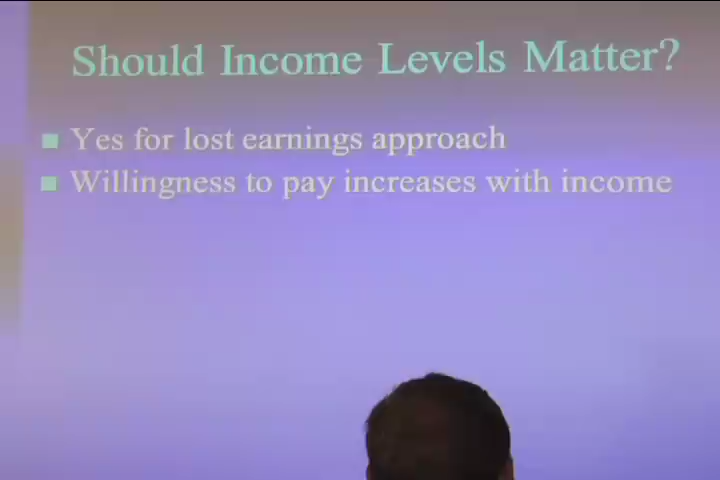 Should Income Levels Matter?
Yes for lost earnings approach
Willingness to pay increases with income